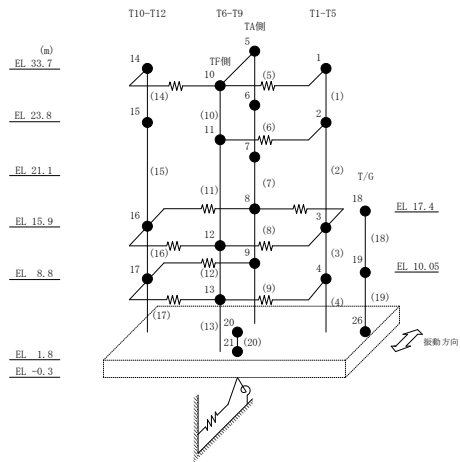 T10-T12
T6-T9
T1-T5
TA側
(m)
5
EL 33.7
14
TF側
10
(5)
1
(14)
6
(10)
(1)
EL 23.8
15
11
(6)
2
7
EL 21.1
(15)
(7)
(2)
T/G
(11)
8
18
EL 17.4
EL 15.9
16
12
(8)
3
(18)
(16)
(12)
9
(3)
19
EL 10.05
EL 8.8
17
13
(9)
4
(17)
(13)
(4)
(19)
20
26
21
(20)
振動方向
EL 1.8
EL -0.3